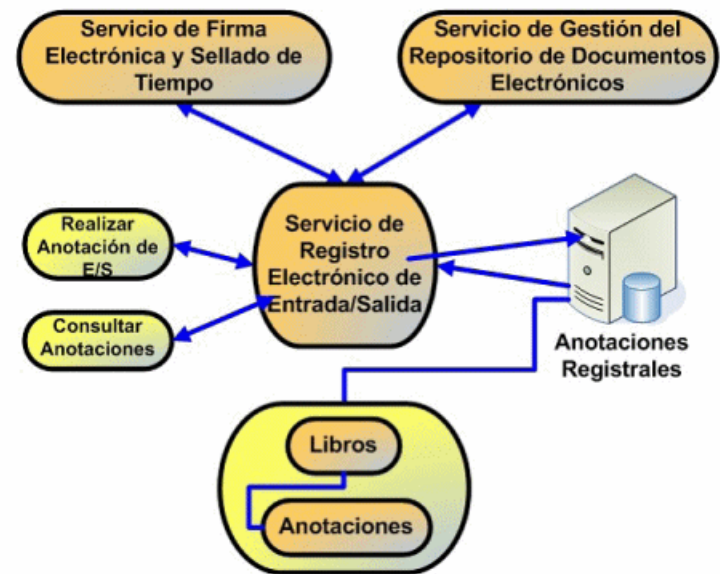 Servicio de Firma
Electrónica y Sellado de
Tiempo
Servicio de Gestión del
Repositorio de Documentos
Electrónicos
Realizar
Anotación de
E/S
Consultar
Anotaciones
Servicio de
Registro
Electrónico de
Entrada/Salida
Anotaciones
Registrales
Libros
Anotaciones